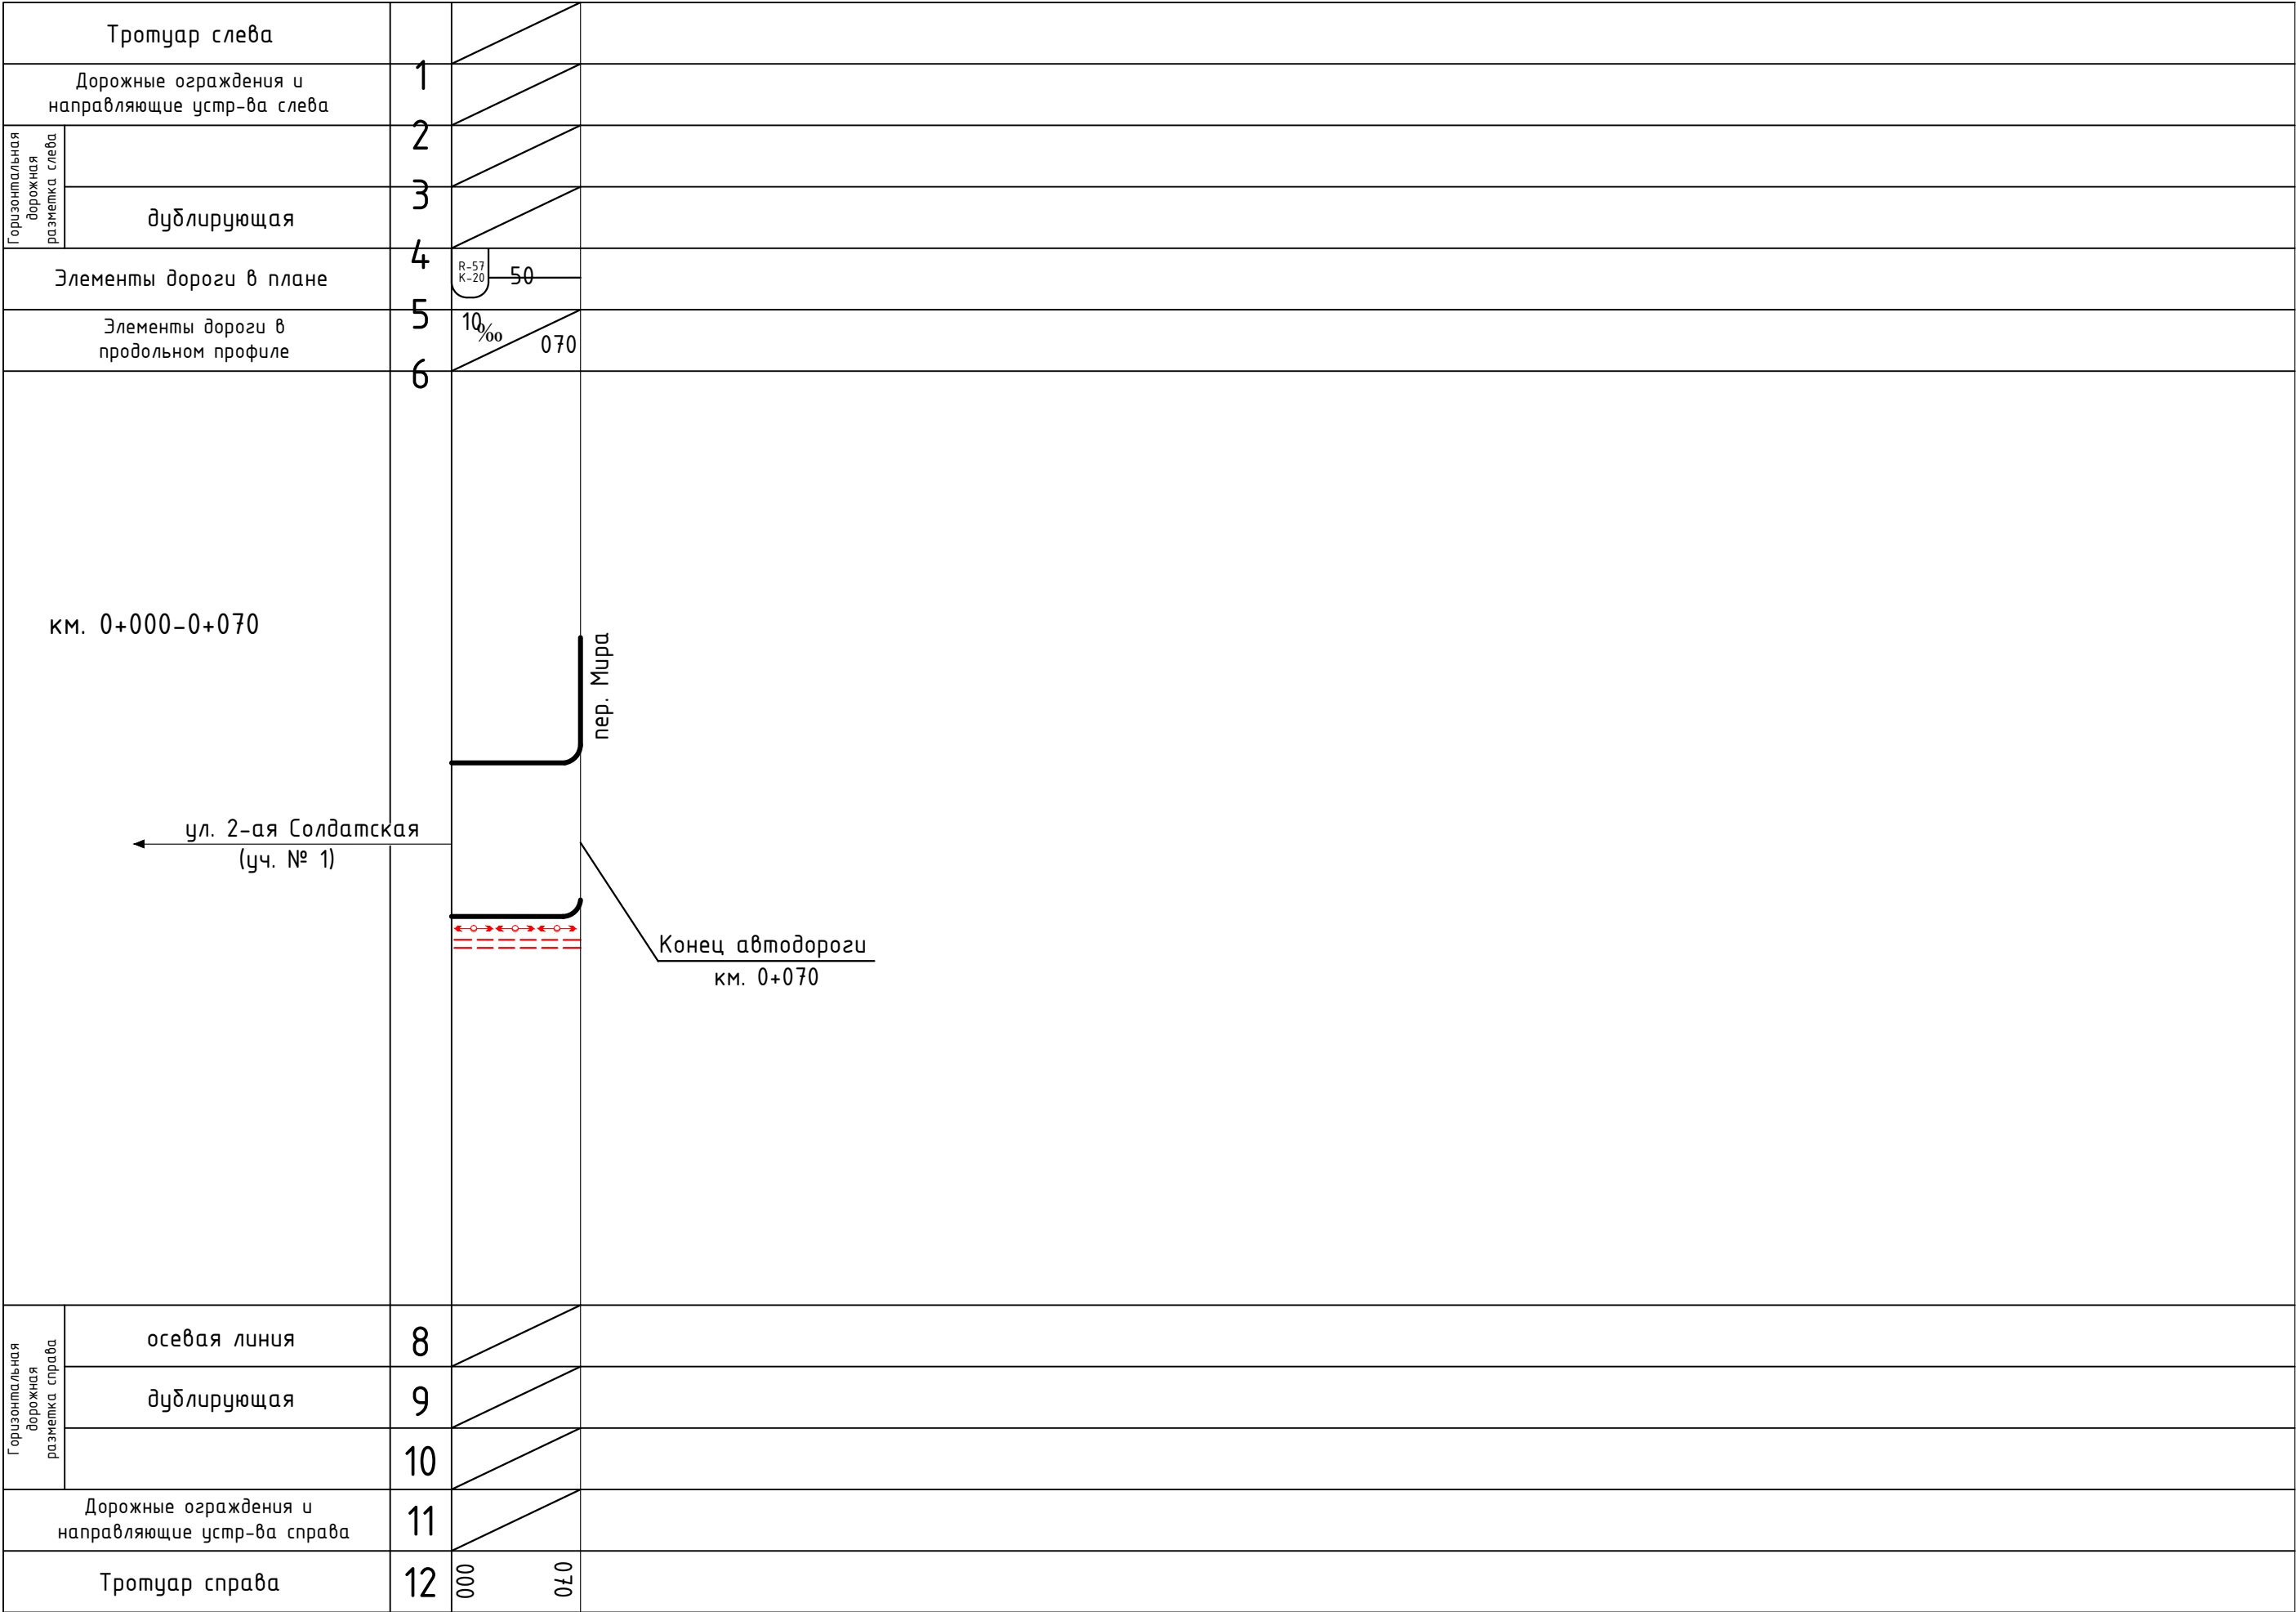 Тротуар слева
1
Дорожные ограждения и
направляющие устр-ва слева
2
Горизонтальная
дорожная
разметка слева
3
дублирующая
4
Элементы дороги в плане
R-57
K-20
50
5
Элементы дороги в
продольном профиле
10‰
070
6
км. 0+000-0+070
пер. Мира
ул. 2-ая Солдатская
(уч. № 1)
Конец автодороги
км. 0+070
Горизонтальная
дорожная
разметка справа
осевая линия
8
дублирующая
9
10
Дорожные ограждения и
направляющие устр-ва справа
11
Тротуар справа
12
000
070